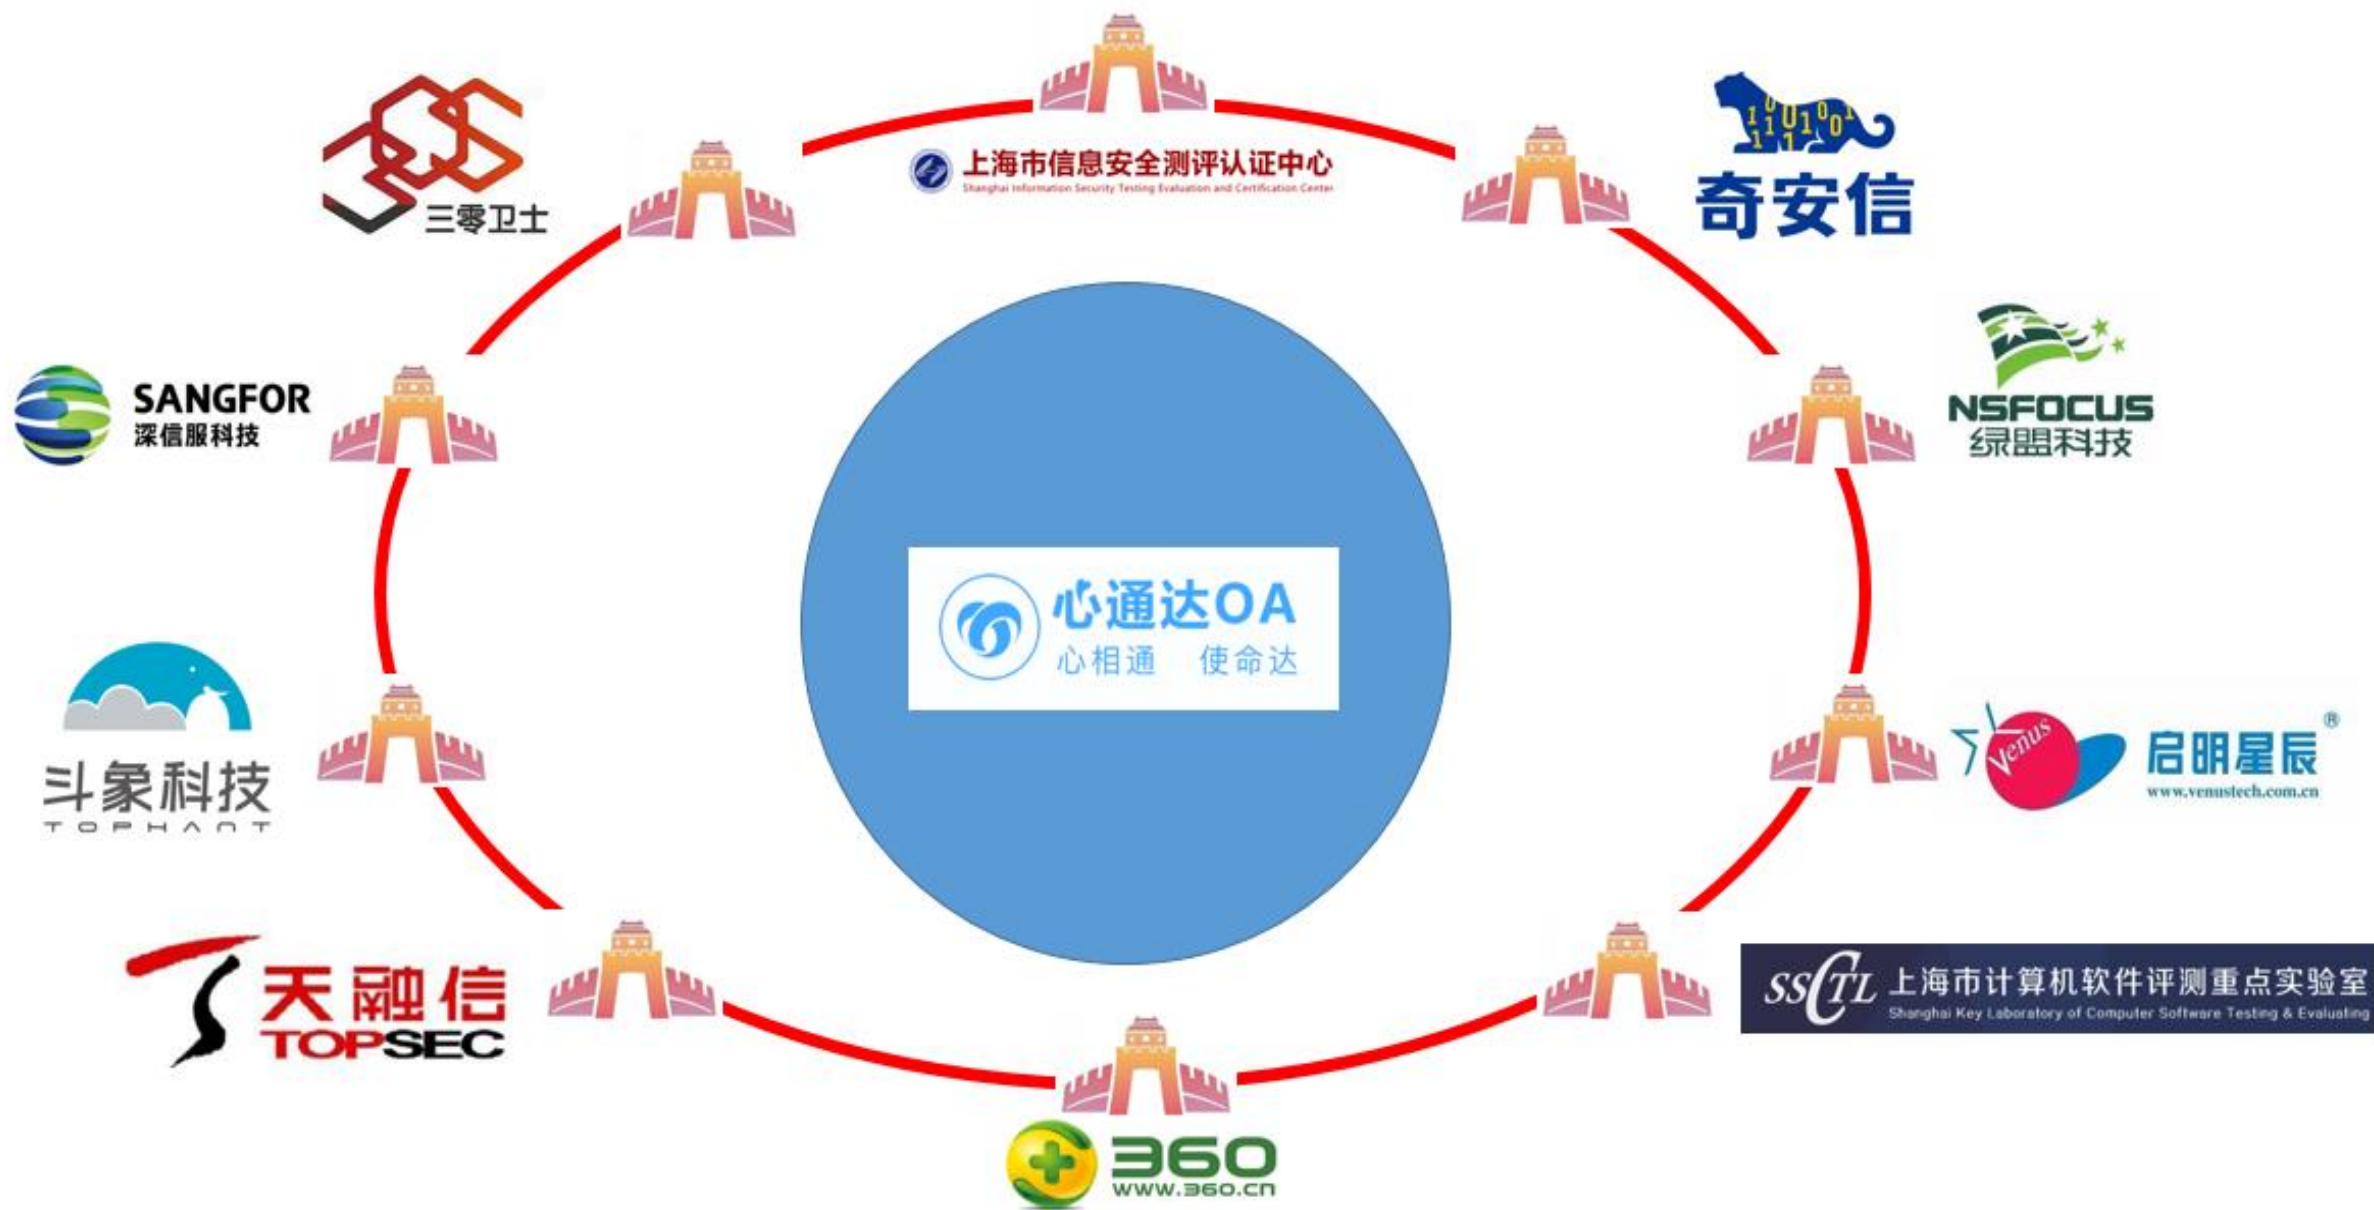 上海市信息安全测评认证中心
Shanghai Information Security Testing Evaluation and Certification Center
奇安信
三零卫士
NSFOCUS
绿盟科技
SANGFOR
深信服科技
心通达OA
心相通 使命达
Venus
启明星辰®
www.venustech.com.cn
斗象科技
TOPHANT
天融信
TOPSEC
SSCTL
上海市计算机软件评测重点实验室
Shanghai Key Laboratory of Computer Software Testing & Evaluating
360
www.360.cn